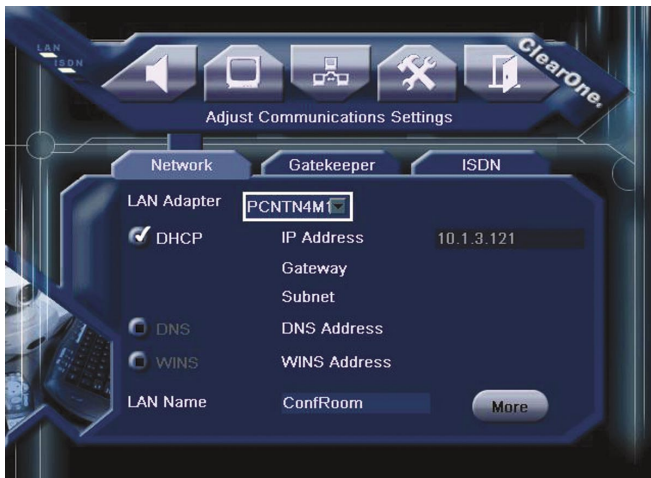 LAN
ISDN
ClearOne.
Adjust Communications Settings
Network Gatekeeper ISDN
LAN Adapter PCNTN4M1
DHCP IP Address 10.1.3.121
Gateway
Subnet
DNS DNS Address
WINS WINS Address
LAN Name ConfRoom More